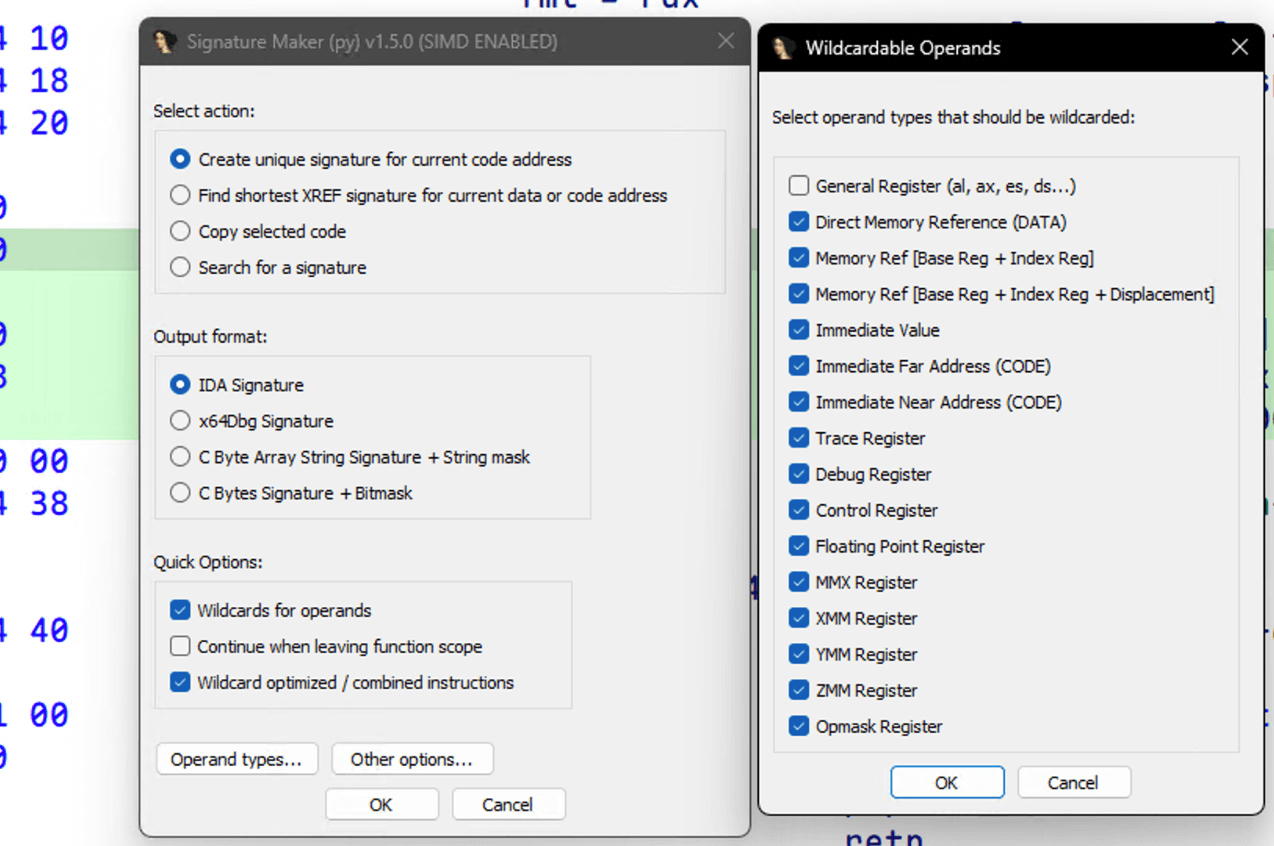 fmt = rax
4 10
4 18
4 20
Signature Maker (py) v1.5.0 (SIMD ENABLED)
Select action:
Create unique signature for current code address
Find shortest XREF signature for current data or code address
Copy selected code
Search for a signature
Output format:
IDA Signature
x64Dbg Signature
C Byte Array String Signature + String mask
C Bytes Signature + Bitmask
0 00
4 38
Quick Options:
Wildcards for operands
Continue when leaving function scope
Wildcard optimized / combined instructions
4 40
1 00
Operand types...
Other options...
OK
Cancel
Wildcardable Operands
Select operand types that should be wildcarded:
General Register (al, ax, es, ds...)
Direct Memory Reference (DATA)
Memory Ref [Base Reg + Index Reg]
Memory Ref [Base Reg + Index Reg + Displacement]
Immediate Value
Immediate Far Address (CODE)
Immediate Near Address (CODE)
Trace Register
Debug Register
Control Register
Floating Point Register
MMX Register
XMM Register
YMM Register
ZMM Register
Opmask Register
OK
Cancel
retn